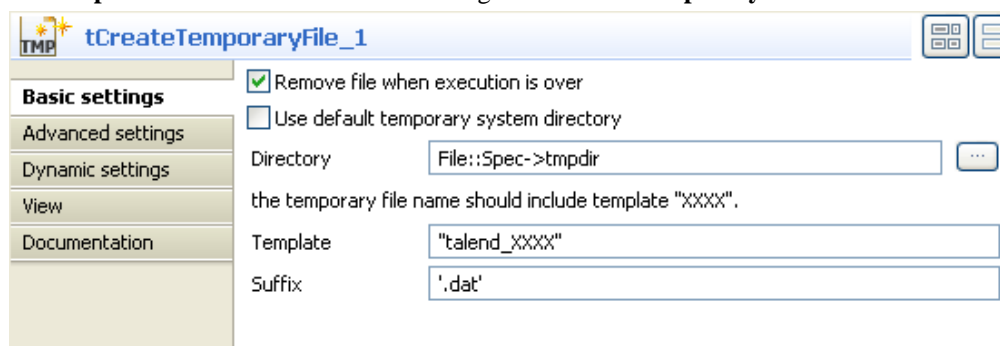 TMP tCreateTemporaryFile_1
Basic settings
Remove file when execution is over
Advanced settings
Use default temporary system directory
Dynamic settings
Directory File::Spec->tmpdir ...
View
the temporary file name should include template "XXXX".
Documentation
Template "talend_XXXX"
Suffix '.dat'